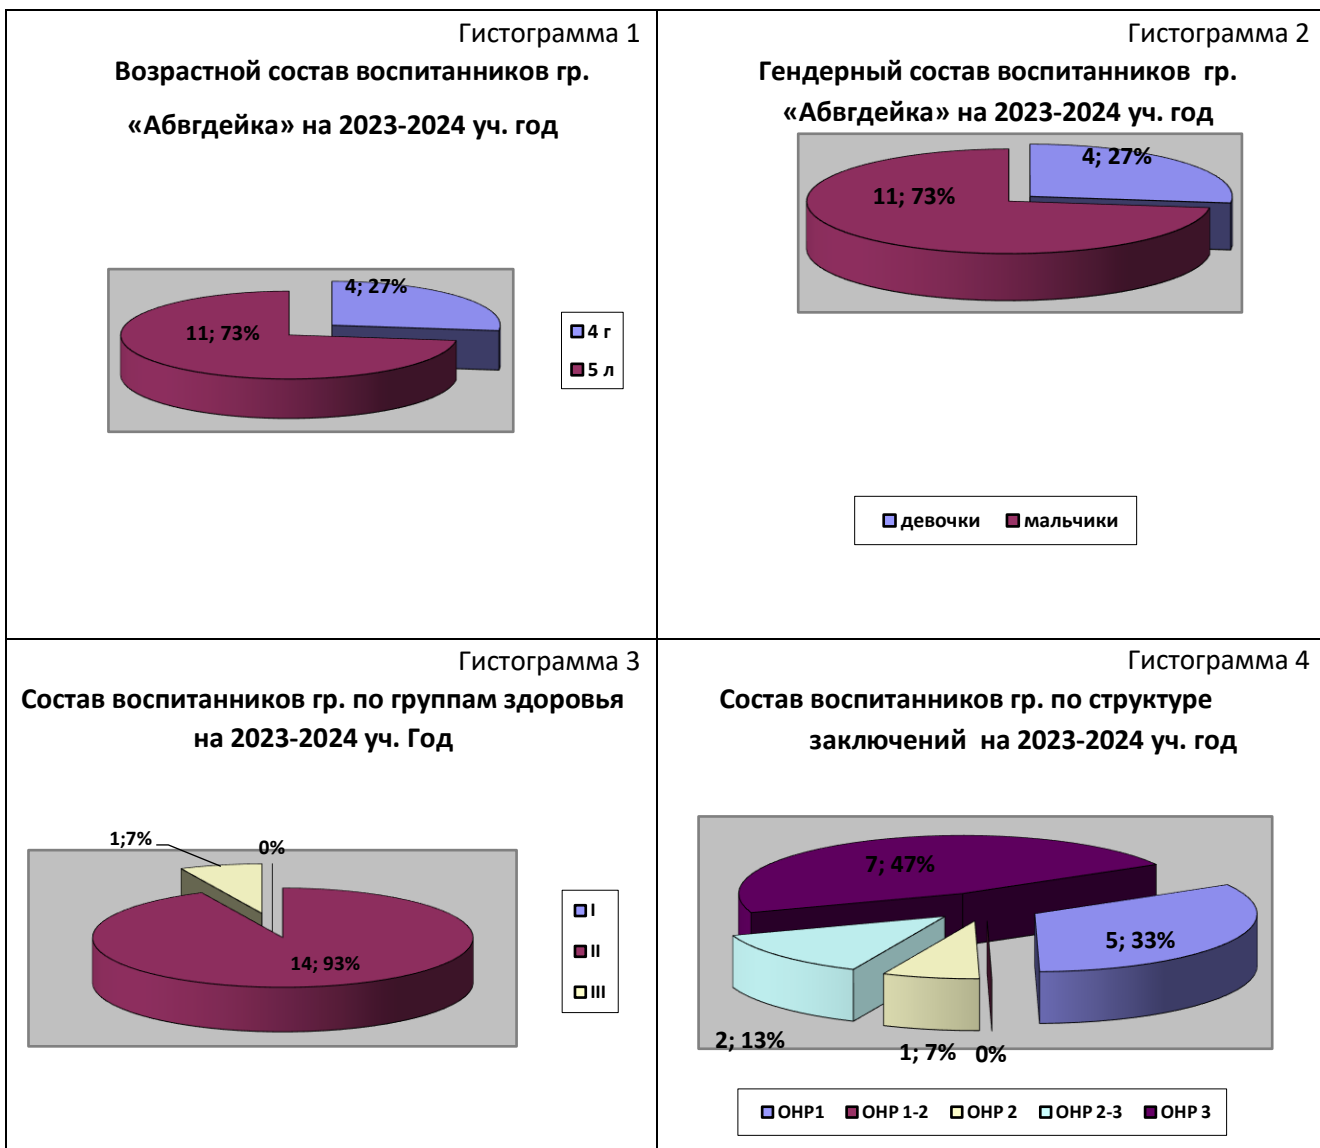 Гистограмма 1
Возрастной состав воспитанников гр.
«Абвгдейка» на 2023-2024 уч. год
4; 27%
11; 73%
4 г
5 л
Гистограмма 2
Гендерный состав воспитанников гр.
«Абвгдейка» на 2023-2024 уч. год
4; 27%
11; 73%
девочки мальчики
Гистограмма 3
Состав воспитанников гр. по группам здоровья
на 2023-2024 уч. Год
1;7%
0%
14; 93%
I
II
III
Гистограмма 4
Состав воспитанников гр. по структуре
заключений на 2023-2024 уч. год
7; 47%
5; 33%
2; 13%
1; 7%
0%
ОНР1 ОНР 1-2 ОНР 2 ОНР 2-3 ОНР 3